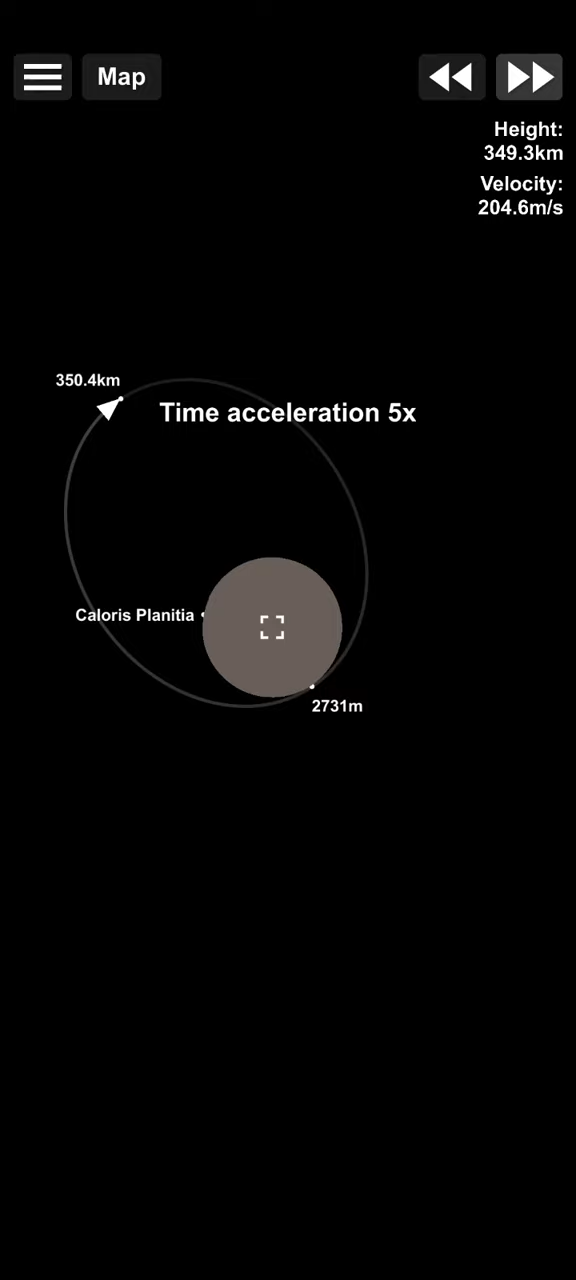 Map
Height:
349.3km
Velocity:
204.6m/s
350.4km
Time acceleration 5x
Caloris Planitia
2731m